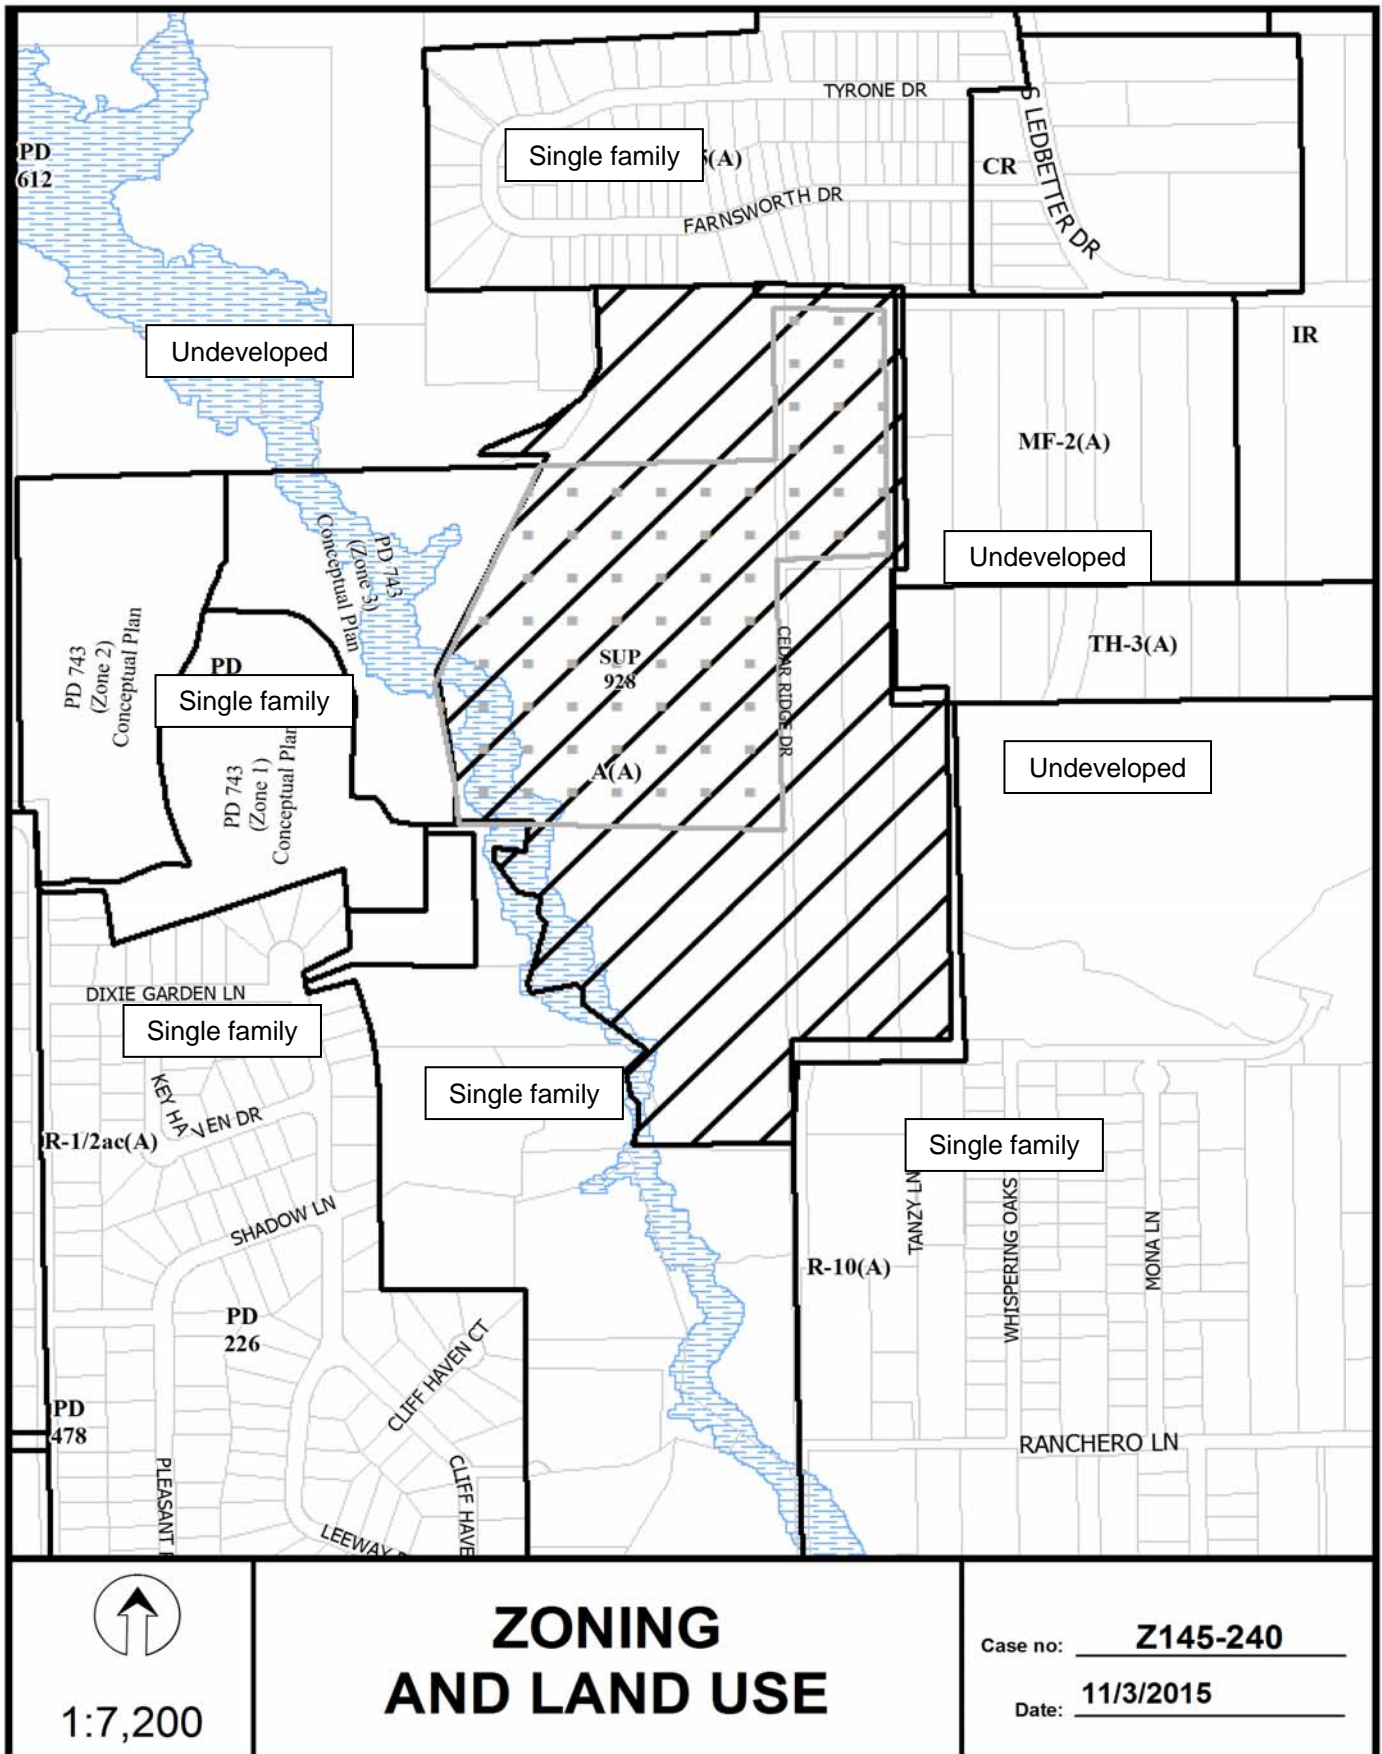 TYRONE DR
S LEDBETTER DR
PD
612
Single family
5(A)
CR
FARNSWORTH DR
Undeveloped
IR
MF-2(A)
PD 743
(Zone 3)
Conceptual Plan
Undeveloped
PD 743
(Zone 2)
Conceptual Plan
PD
Single family
SUP
928
CEDAR RIDGE DR
TH-3(A)
PD 743
(Zone 1)
Conceptual Plan
A(A)
Undeveloped
DIXIE GARDEN LN
Single family
KEY HAVEN DR
Single family
R-1/2ac(A)
Single family
SHADOW LN
TANZY LN
WHISPERING OAKS
MONA LN
R-10(A)
PD
226
CLIFF HAVEN CT
PD
478
RANCHERO LN
PLEASANT
CLIFF HAVE
LEEWAY
1:7,200
ZONING
AND LAND USE
Case no: Z145-240
Date: 11/3/2015